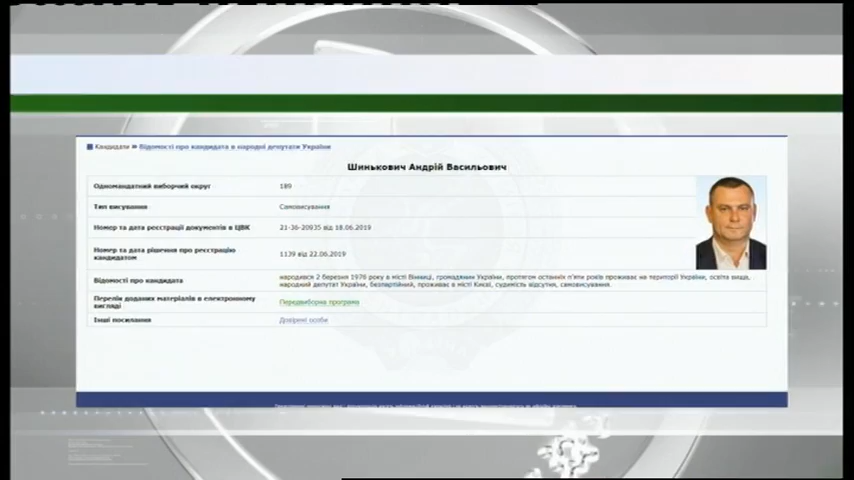 Кандидати » Відомості про кандидата в народні депутати України
Шинькович Андрій Васильович
Одномандатний виборчий округ 189
Тип висування Самовисування
Номер та дата реєстрації документів в ЦВК 21-36-20935 від 18.06.2019
Номер та дата рішення про реєстрацію 1139 від 22.06.2019
кандидатом
Відомості про кандидата народився 2 березня 1976 року в місті Вінниці, громадянин України, протягом останніх п'яти років проживає на території України, освіта вища,
народний депутат України, безпартійний, проживає в місті Києві, судимість відсутня, самовисування.
Перелік доданих матеріалів в електронному Передвиборна програма
вигляді
Інші посилання Довірені особи